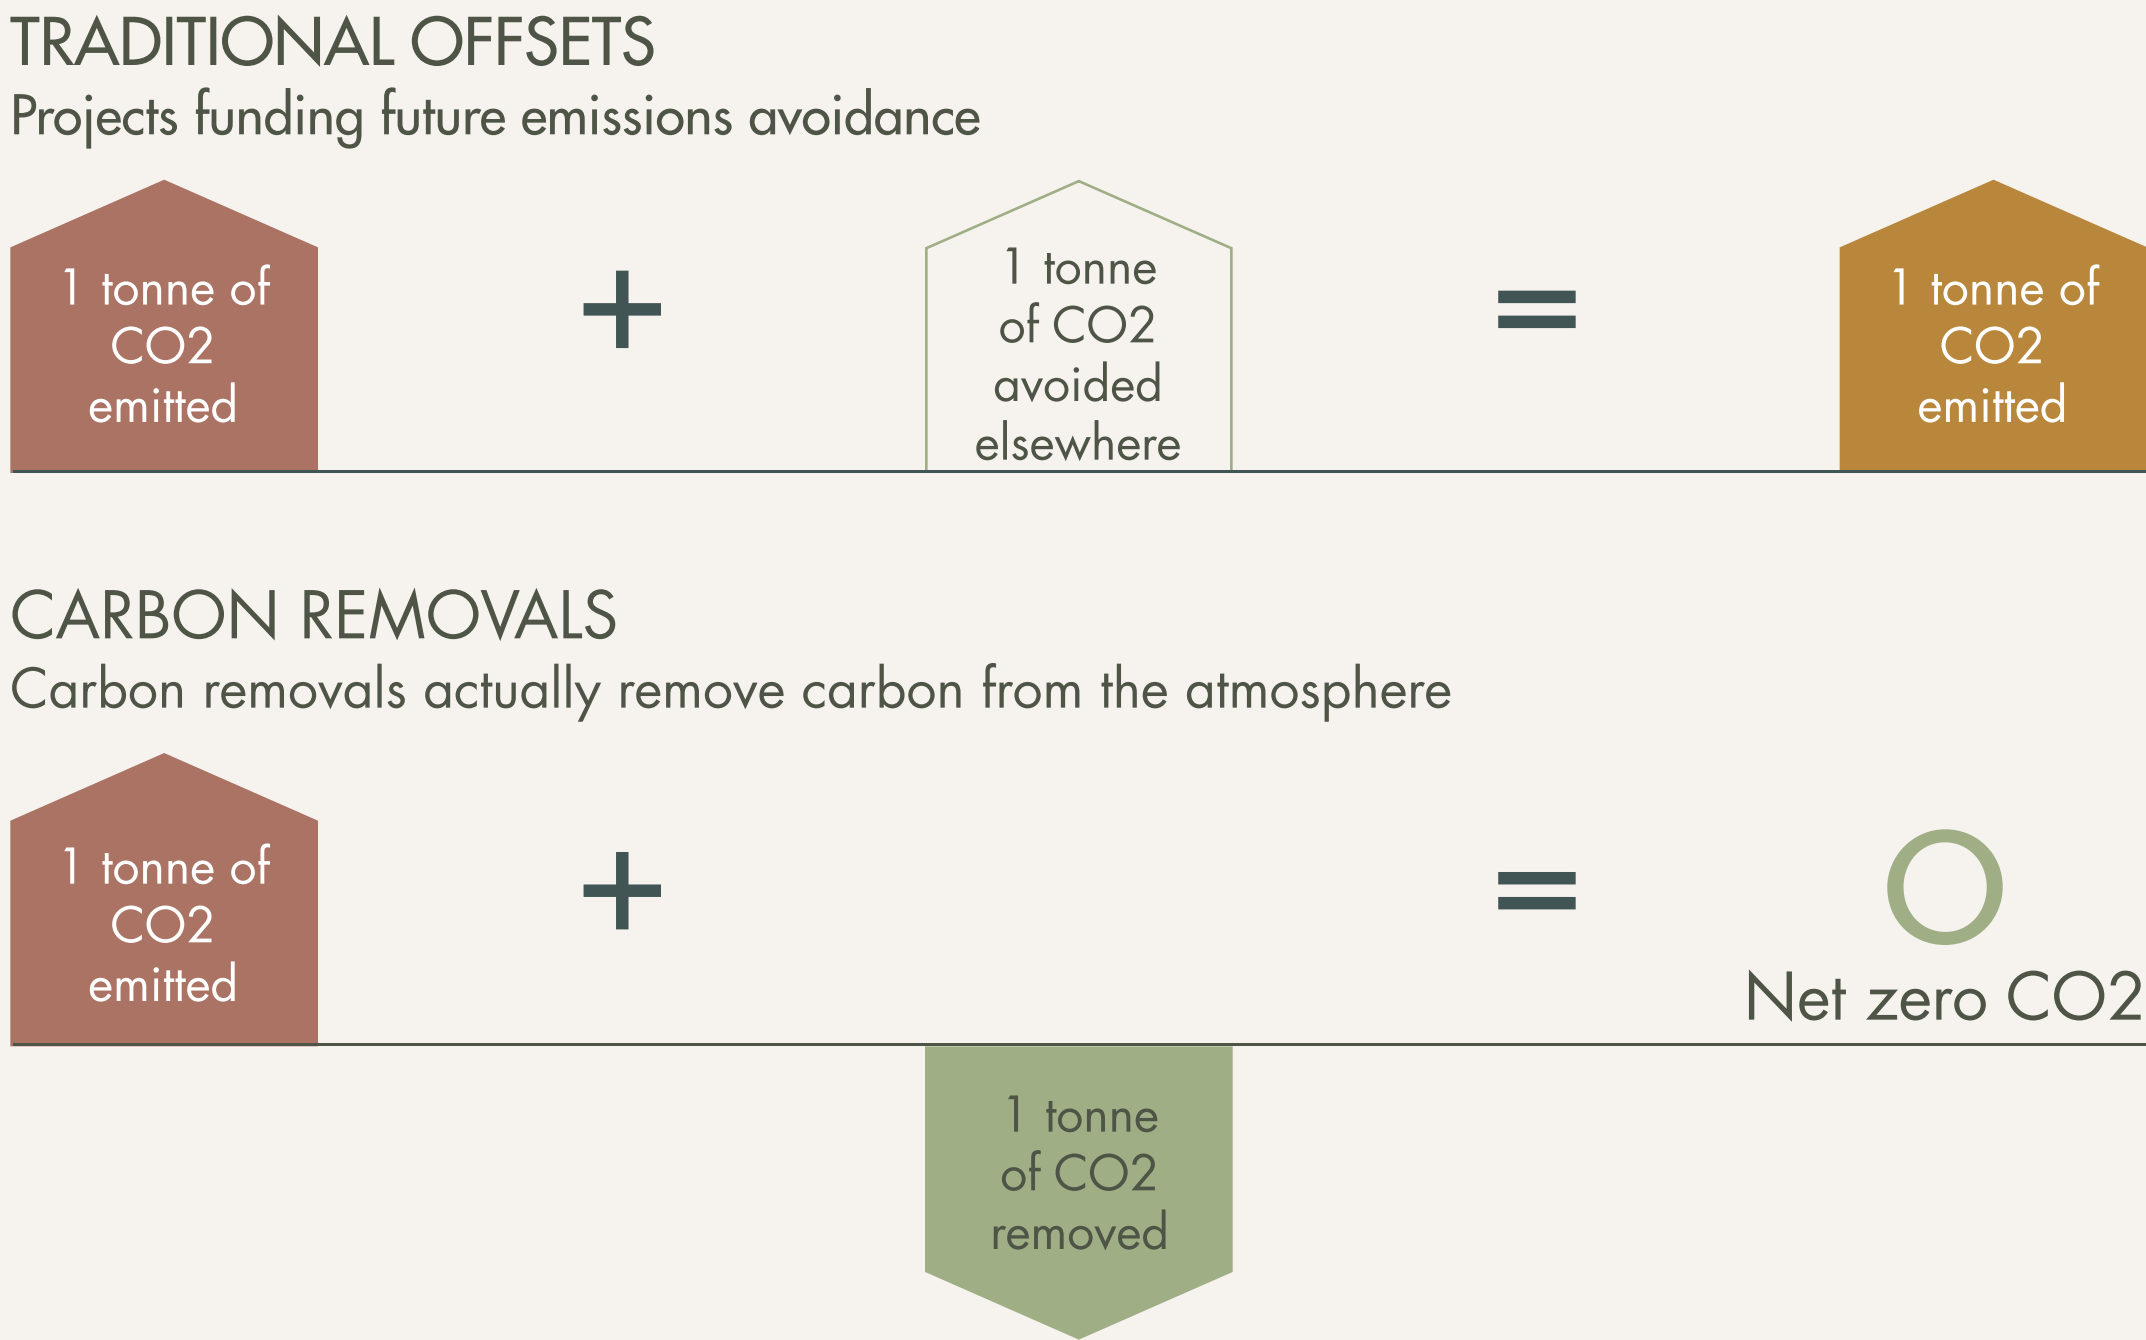 TRADITIONAL OFFSETS
Projects funding future emissions avoidance
1 tonne of
CO2
emitted
+
1 tonne
of CO2
avoided
elsewhere
=
1 tonne of
CO2
emitted
CARBON REMOVALS
Carbon removals actually remove carbon from the atmosphere
1 tonne of
CO2
emitted
+
1 tonne
of CO2
removed
=
O
Net zero CO2